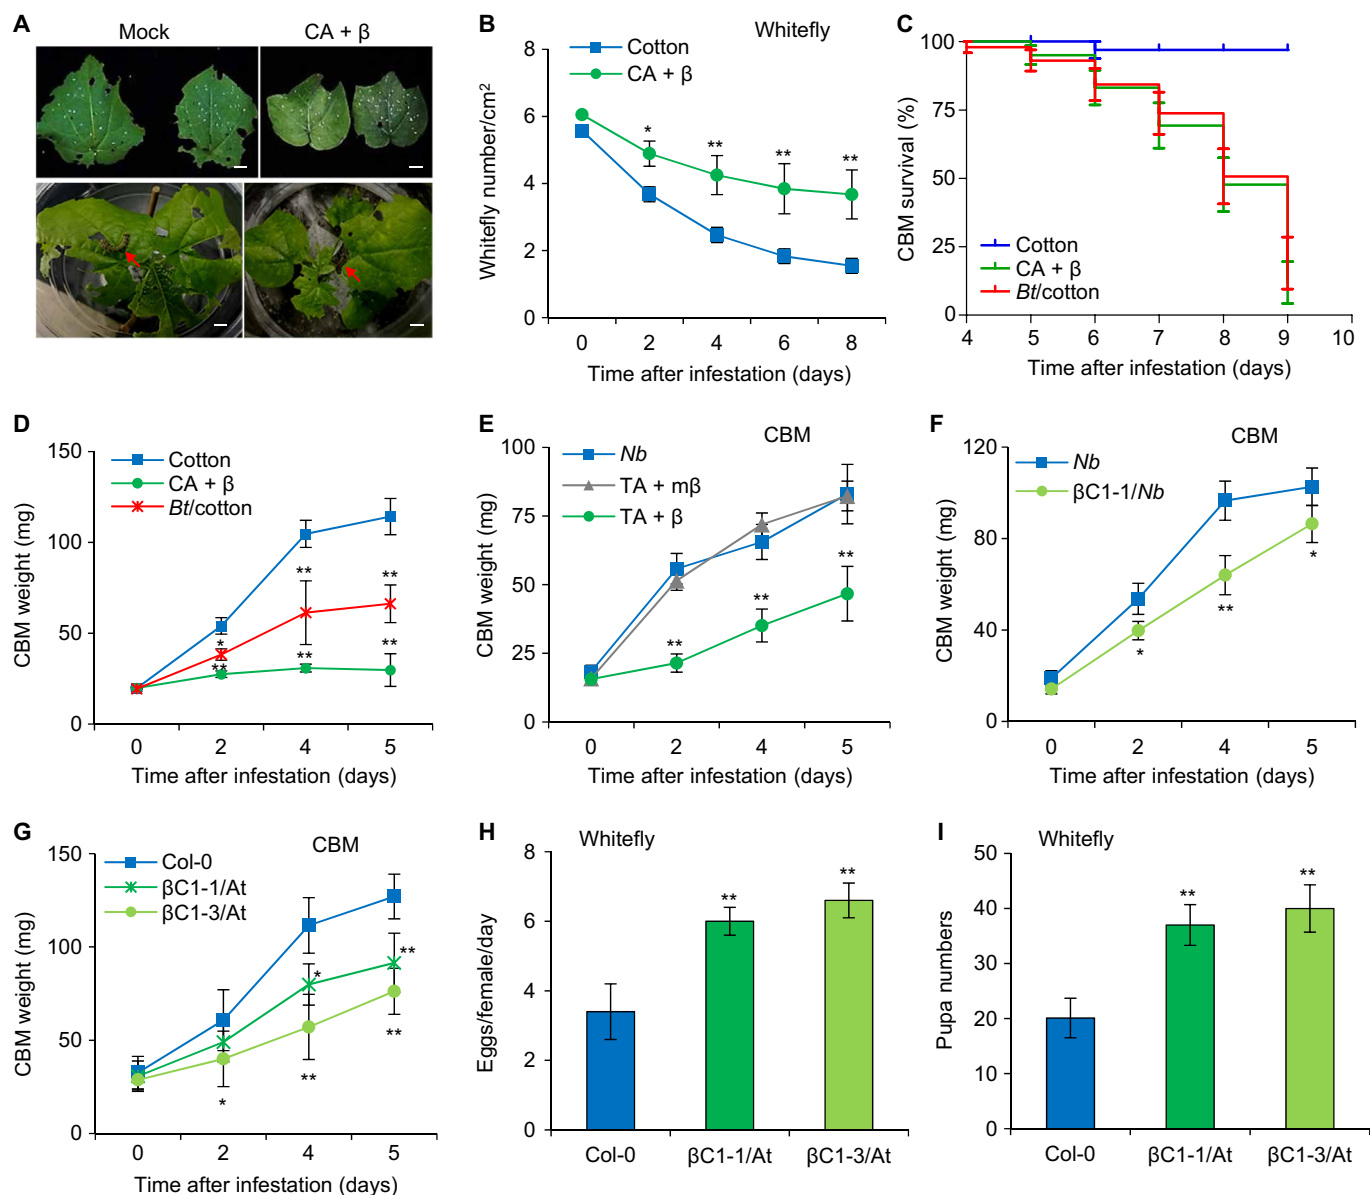 A
Mock
CA + β
B
Whitefly
Cotton
CA + β
8
6
4
2
0
Whitefly number/cm2
*
**
**
**
0 2 4 6 8
Time after infestation (days)
C
100
75
50
25
0
CBM survival (%)
Cotton
CA + β
Bt/cotton
4 5 6 7 8 9 10
Time after infestation (days)
D
150
100
50
0
CBM weight (mg)
Cotton
CA + β
Bt/cotton
*
**
**
**
**
**
0 2 4 5
Time after infestation (days)
E
CBM
100
75
50
25
0
CBM weight (mg)
Nb
TA + mβ
TA + β
**
**
**
0 2 4 5
Time after infestation (days)
F
CBM
120
80
40
0
CBM weight (mg)
Nb
βC1-1/Nb
*
**
*
0 2 4 5
Time after infestation (days)
G
CBM
150
100
50
0
CBM weight (mg)
Col-0
βC1-1/At
βC1-3/At
*
*
**
**
**
0 2 4 5
Time after infestation (days)
H
Whitefly
8
6
4
2
0
Eggs/female/day
**
**
Col-0 βC1-1/At βC1-3/At
I
Whitefly
50
40
30
20
10
0
Pupa numbers
**
**
Col-0 βC1-1/At βC1-3/At